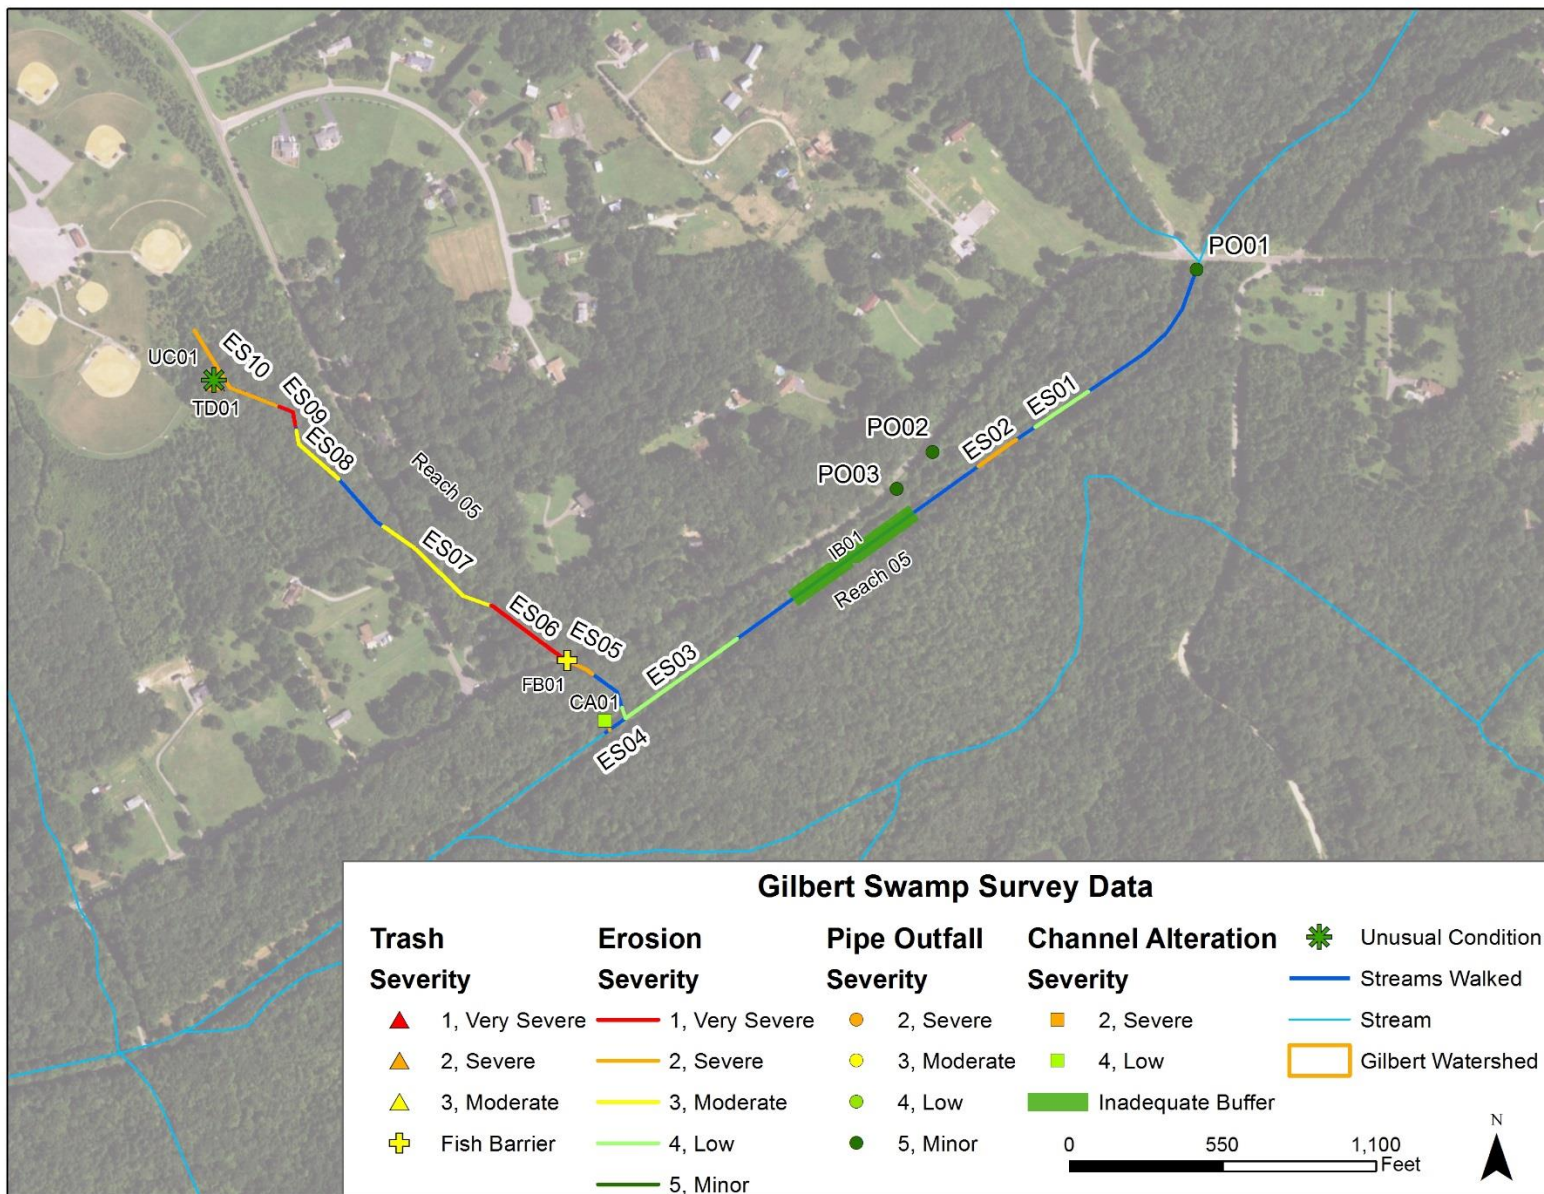 PO01
UC01
ES10
TD01
ES09
ES08
Reach 05
ES07
ES01
ES02
PO02
PO03
IB01
Reach 05
ES06
ES05
FB01
ES03
CA01
ES04
Gilbert Swamp Survey Data
Trash
Severity
1, Very Severe
2, Severe
3, Moderate
Fish Barrier
Erosion
Severity
1, Very Severe
2, Severe
3, Moderate
4, Low
5, Minor
Pipe Outfall
Severity
2, Severe
3, Moderate
4, Low
5, Minor
Channel Alteration
Severity
2, Severe
4, Low
Inadequate Buffer
Unusual Condition
Streams Walked
Stream
Gilbert Watershed
0 550 1,100
Feet
N